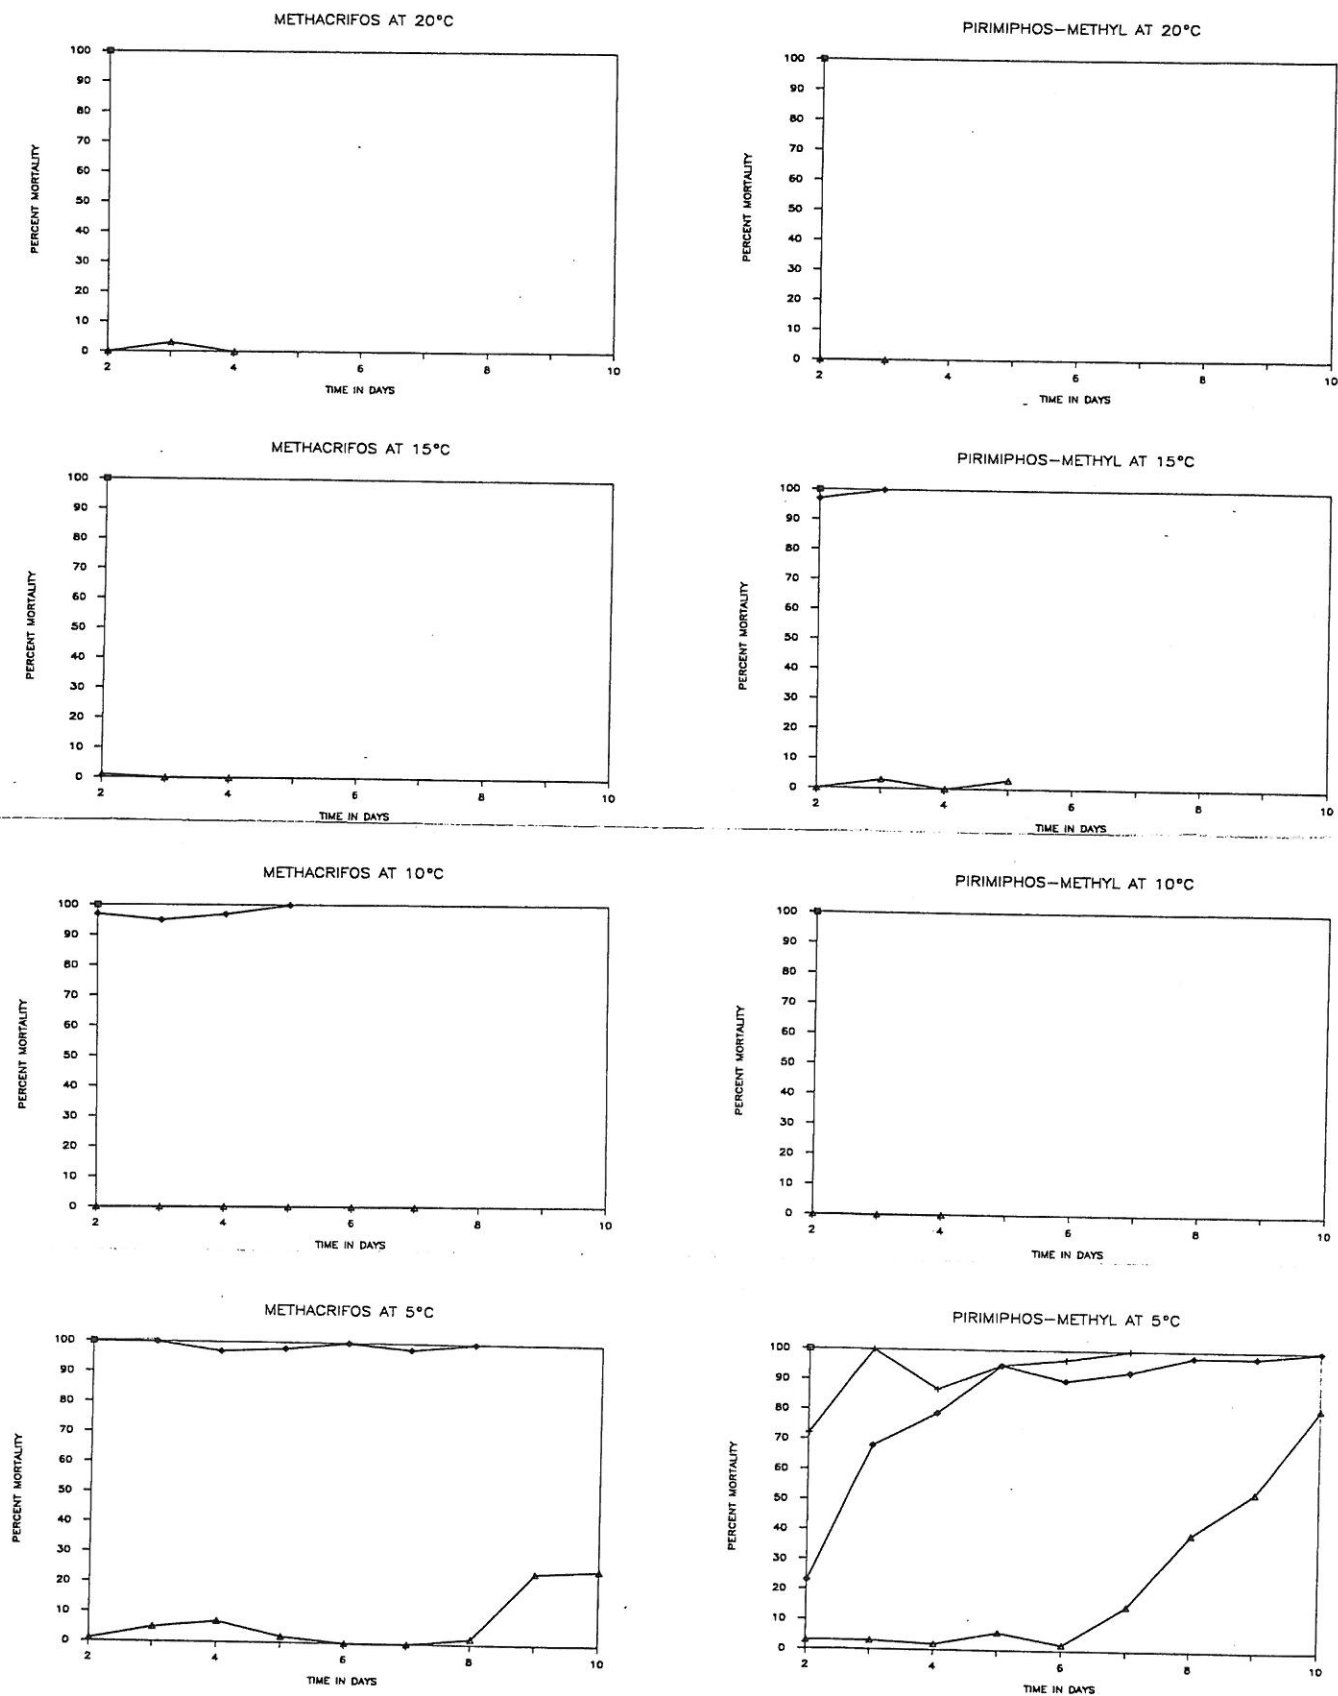 METHACRIFOS AT 20°C
100
90
80
70
60
50
40
30
20
10
0
PERCENT MORTALITY
2 4 6 8 10
TIME IN DAYS
PIRIMIPHOS-METHYL AT 20°C
100
90
80
70
60
50
40
30
20
10
0
PERCENT MORTALITY
2 4 6 8 10
TIME IN DAYS
METHACRIFOS AT 15°C
100
90
80
70
60
50
40
30
20
10
0
PERCENT MORTALITY
2 4 6 8 10
TIME IN DAYS
PIRIMIPHOS-METHYL AT 15°C
100
90
80
70
60
50
40
30
20
10
0
PERCENT MORTALITY
2 4 6 8 10
TIME IN DAYS
METHACRIFOS AT 10°C
100
90
80
70
60
50
40
30
20
10
0
PERCENT MORTALITY
2 4 6 8 10
TIME IN DAYS
PIRIMIPHOS-METHYL AT 10°C
100
90
80
70
60
50
40
30
20
10
0
PERCENT MORTALITY
2 4 6 8 10
TIME IN DAYS
METHACRIFOS AT 5°C
100
90
80
70
60
50
40
30
20
10
0
PERCENT MORTALITY
2 4 6 8 10
TIME IN DAYS
PIRIMIPHOS-METHYL AT 5°C
100
90
80
70
60
50
40
30
20
10
0
PERCENT MORTALITY
2 4 6 8 10
TIME IN DAYS